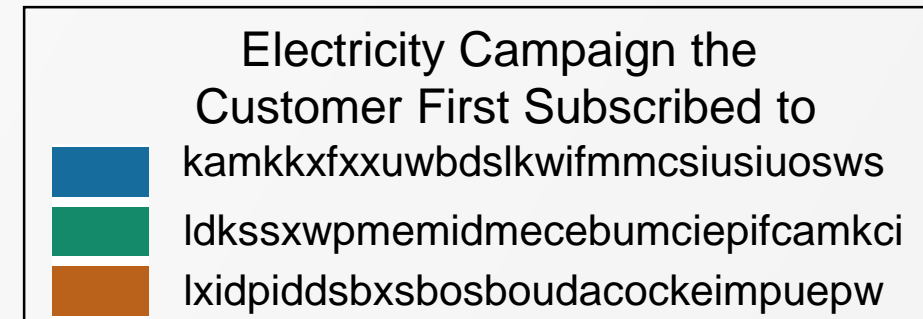 Electricity Campaign the
Customer First Subscribed to
kamkkxfxxuwbdslkwifmmcsiusiuosws
ldkssxwpmemidmecebumciepifcamkci
lxidpiddsbxsbosboudacockeimpuepw